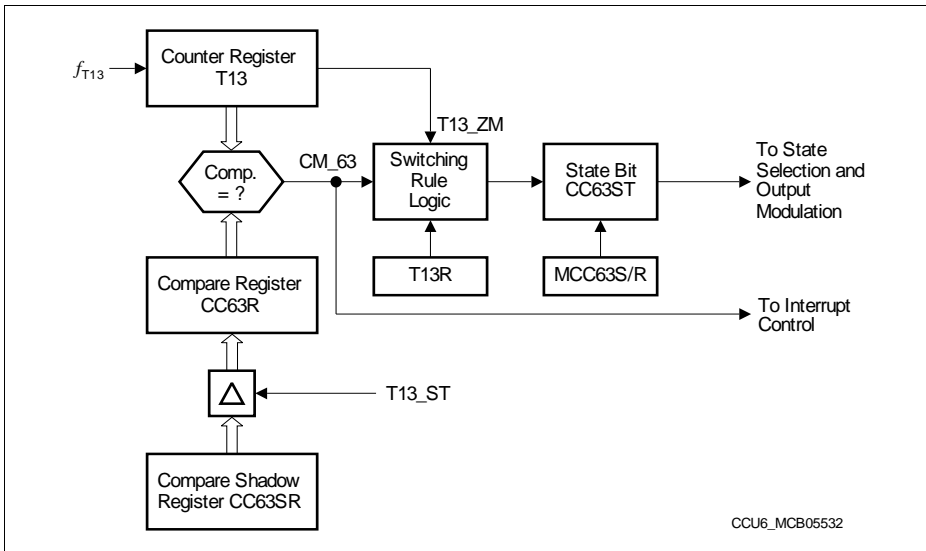 Counter Register
T13
fT13
T13_ZM
CM_63
Comp.
= ?
Switching
Rule
Logic
State Bit
CC63ST
To State
Selection and
Output
Modulation
Compare Register
CC63R
T13R
MCC63S/R
To Interrupt
Control
T13_ST
Compare Shadow
Register CC63SR
CCU6_MCB05532